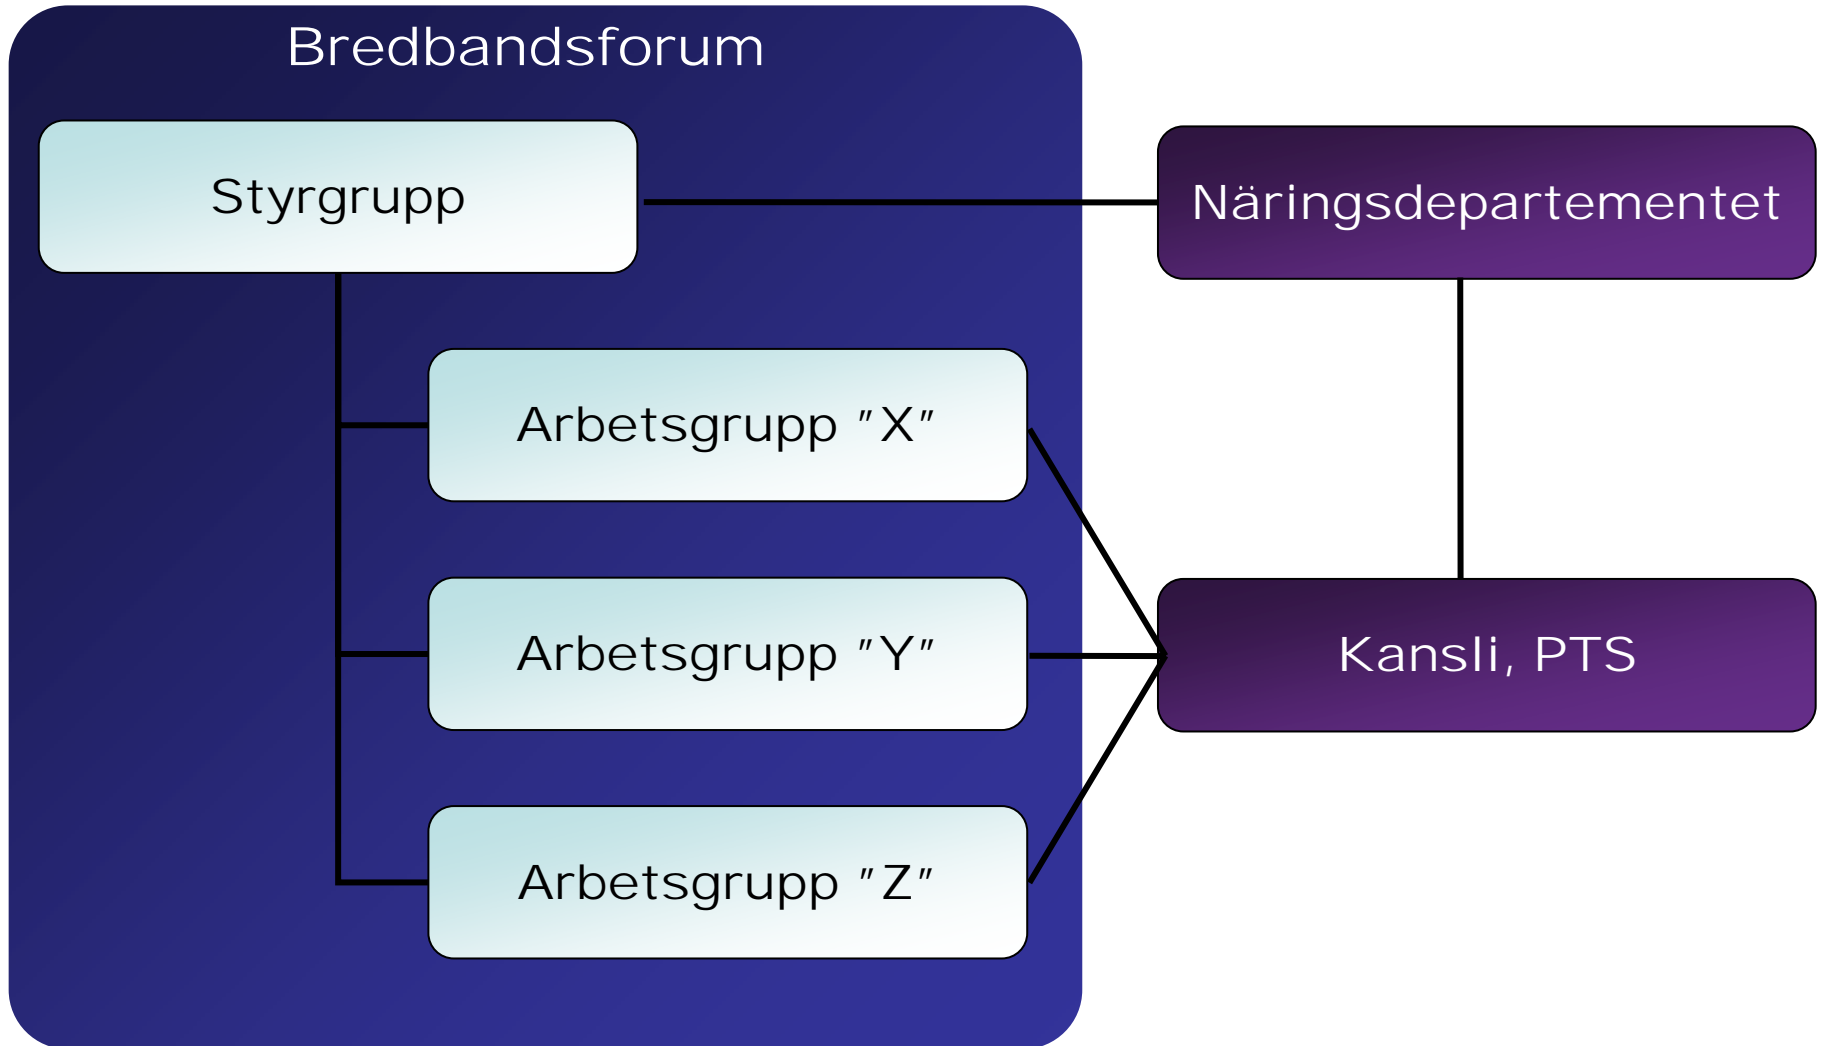 Bredbandsforum
Styrgrupp
Näringsdepartementet
Arbetsgrupp ”X”
Arbetsgrupp ”Y”
Kansli, PTS
Arbetsgrupp ”Z”